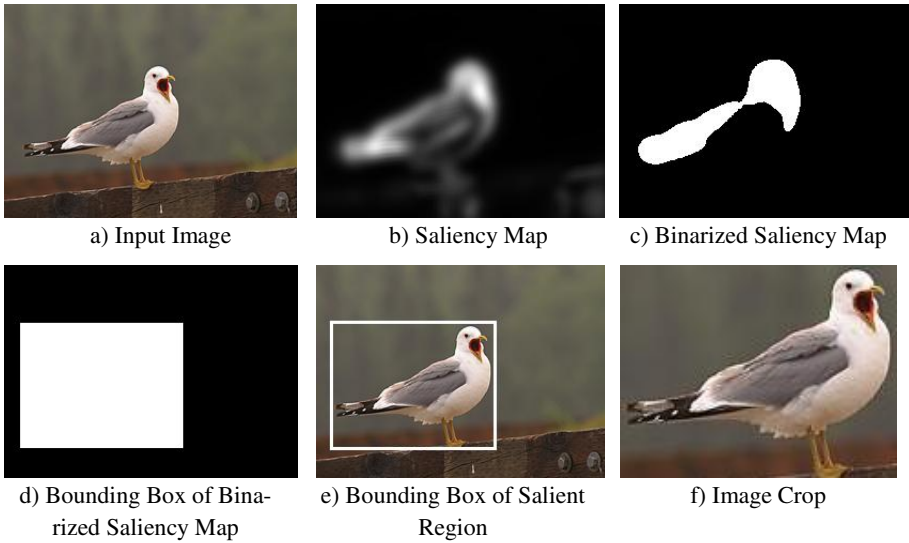 a) Input Image
b) Saliency Map
c) Binarized Saliency Map
d) Bounding Box of Bina-
rized Saliency Map
e) Bounding Box of Salient
Region
f) Image Crop